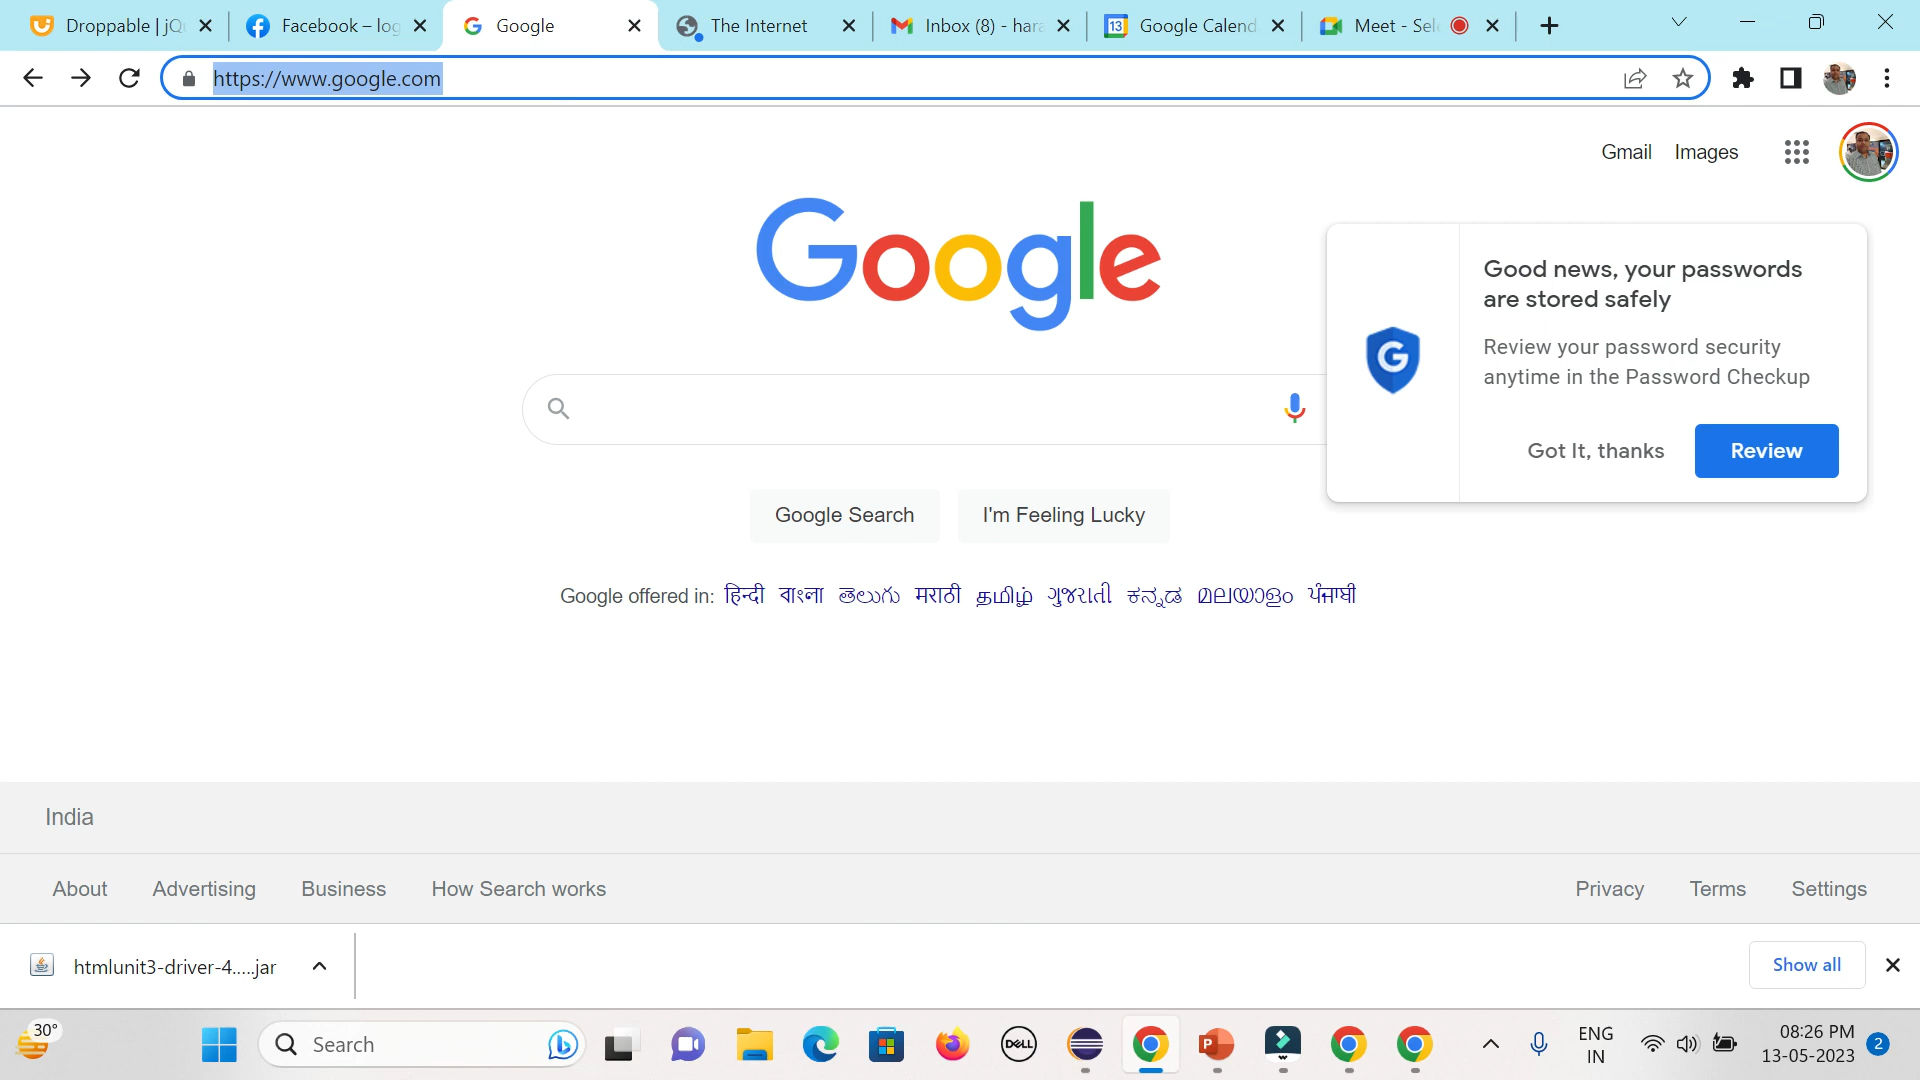 Droppable | jQu
Facebook – log
Google
The Internet
Inbox (8) - hara
13
Google Calend
Meet - Sele
https://www.google.com
Gmail
Images
Google
Good news, your passwords
are stored safely
Review your password security
anytime in the Password Checkup
Got It, thanks
Review
Google Search
I'm Feeling Lucky
Google offered in: हिन्दी বাংলা తెలుగు मराठी தமிழ் ગુજરાતી ಕನ್ನಡ മലയാളം ਪੰਜਾਬੀ
India
About
Advertising
Business
How Search works
Privacy
Terms
Settings
htmlunit3-driver-4.....jar
Show all
30°
Search
DELL
ENG
IN
08:26 PM
13-05-2023
2